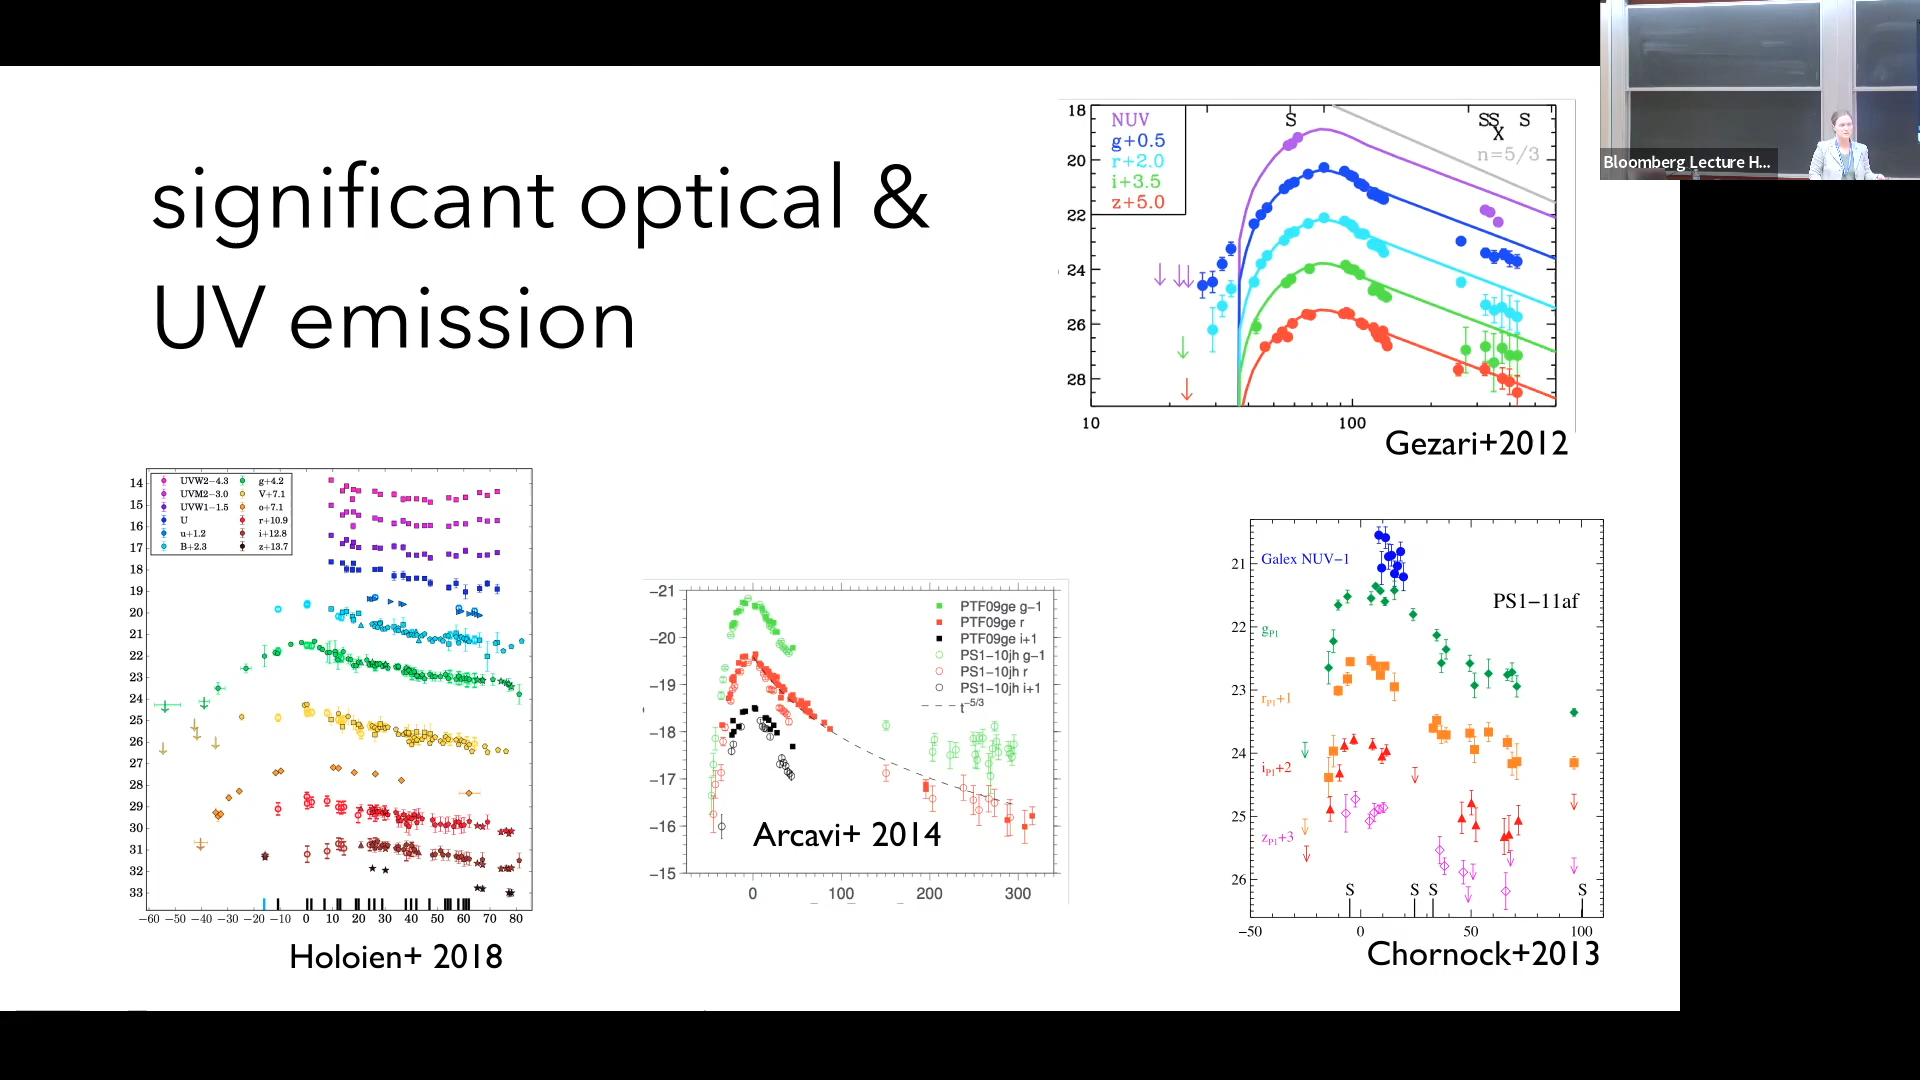 significant optical &
UV emission
Bloomberg Lecture H...
18
20
22
24
26
28
NUV
g+0.5
r+2.0
i+3.5
z+5.0
S
SS
X
S
n=5/3
10
100
Gezari+2012
14
15
16
17
18
19
20
21
22
23
25
26
27
28
29
30
31
32
33
UVW2−4.3
UVM2−3.0
UVW1−1.5
U
u+1.2
B+2.3
g+4.2
V+7.1
o+7.1
r+10.9
i+12.8
z+13.7
−60 −50 −40 −30 −20 −10 0 10 20 30 40 50 60 70 80
Holoien+ 2018
−21
−20
−19
−18
−17
−16
−15
PTF09ge g−1
PTF09ge r
PTF09ge i+1
PS1−10jh g−1
PS1−10jh r
PS1−10jh i+1
t−5/3
Arcavi+ 2014
0 100 200 300
21
22
23
24
25
26
Galex NUV−1
PS1−11af
gP1
rP1+1
iP1+2
zP1+3
S S S S
−50 0 50 100
Chornock+2013